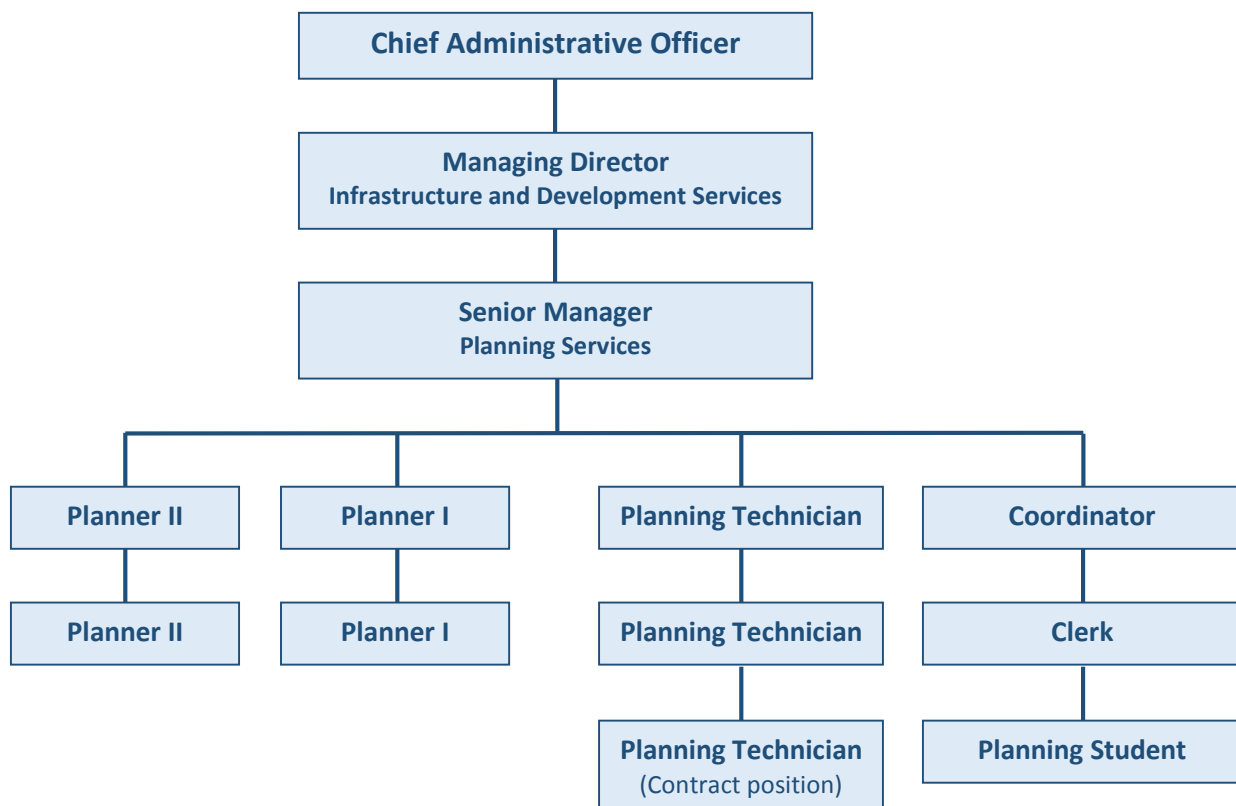 Chief Administrative Officer
Managing Director
Infrastructure and Development Services
Senior Manager
Planning Services
Planner II
Planner I
Planning Technician
Coordinator
Planner II
Planner I
Planning Technician
Clerk
Planning Technician
(Contract position)
Planning Student